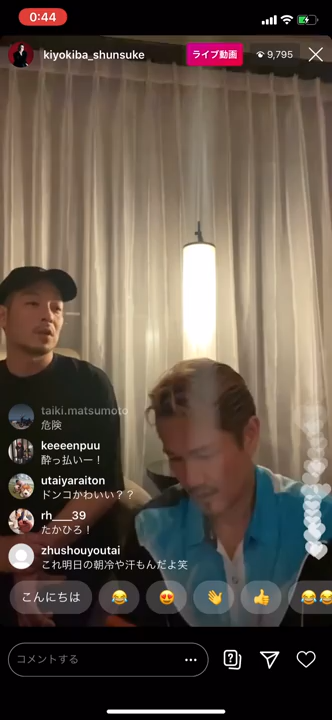 0:44
kiyokiba_shunsuke
ライブ動画
9,795
taiki.matsumoto
危険
keeeenpuu
酔っ払いー！
utaiyaraiton
ドンコかわいい？？
rh___39
たかひろ！
zhushouyoutai
これ明日の朝冷や汗もんだよ笑
こんにちは
コメントする